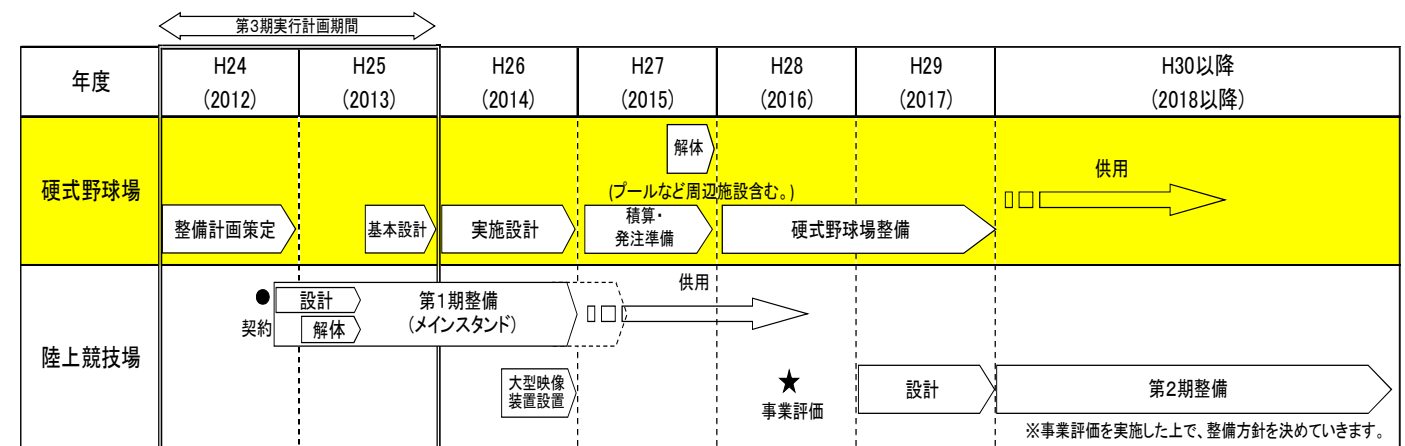 第3期実行計画期間
年度
H24
(2012)
H25
(2013)
H26
(2014)
H27
(2015)
H28
(2016)
H29
(2017)
H30以降
(2018以降)
硬式野球場
解体
(プールなど周辺施設含む。)
整備計画策定
基本設計
実施設計
積算・
発注準備
硬式野球場整備
供用
陸上競技場
契約
設計
解体
第1期整備
(メインスタンド)
供用
大型映像
装置設置
★
事業評価
設計
第2期整備
※事業評価を実施した上で、整備方針を決めていきます。